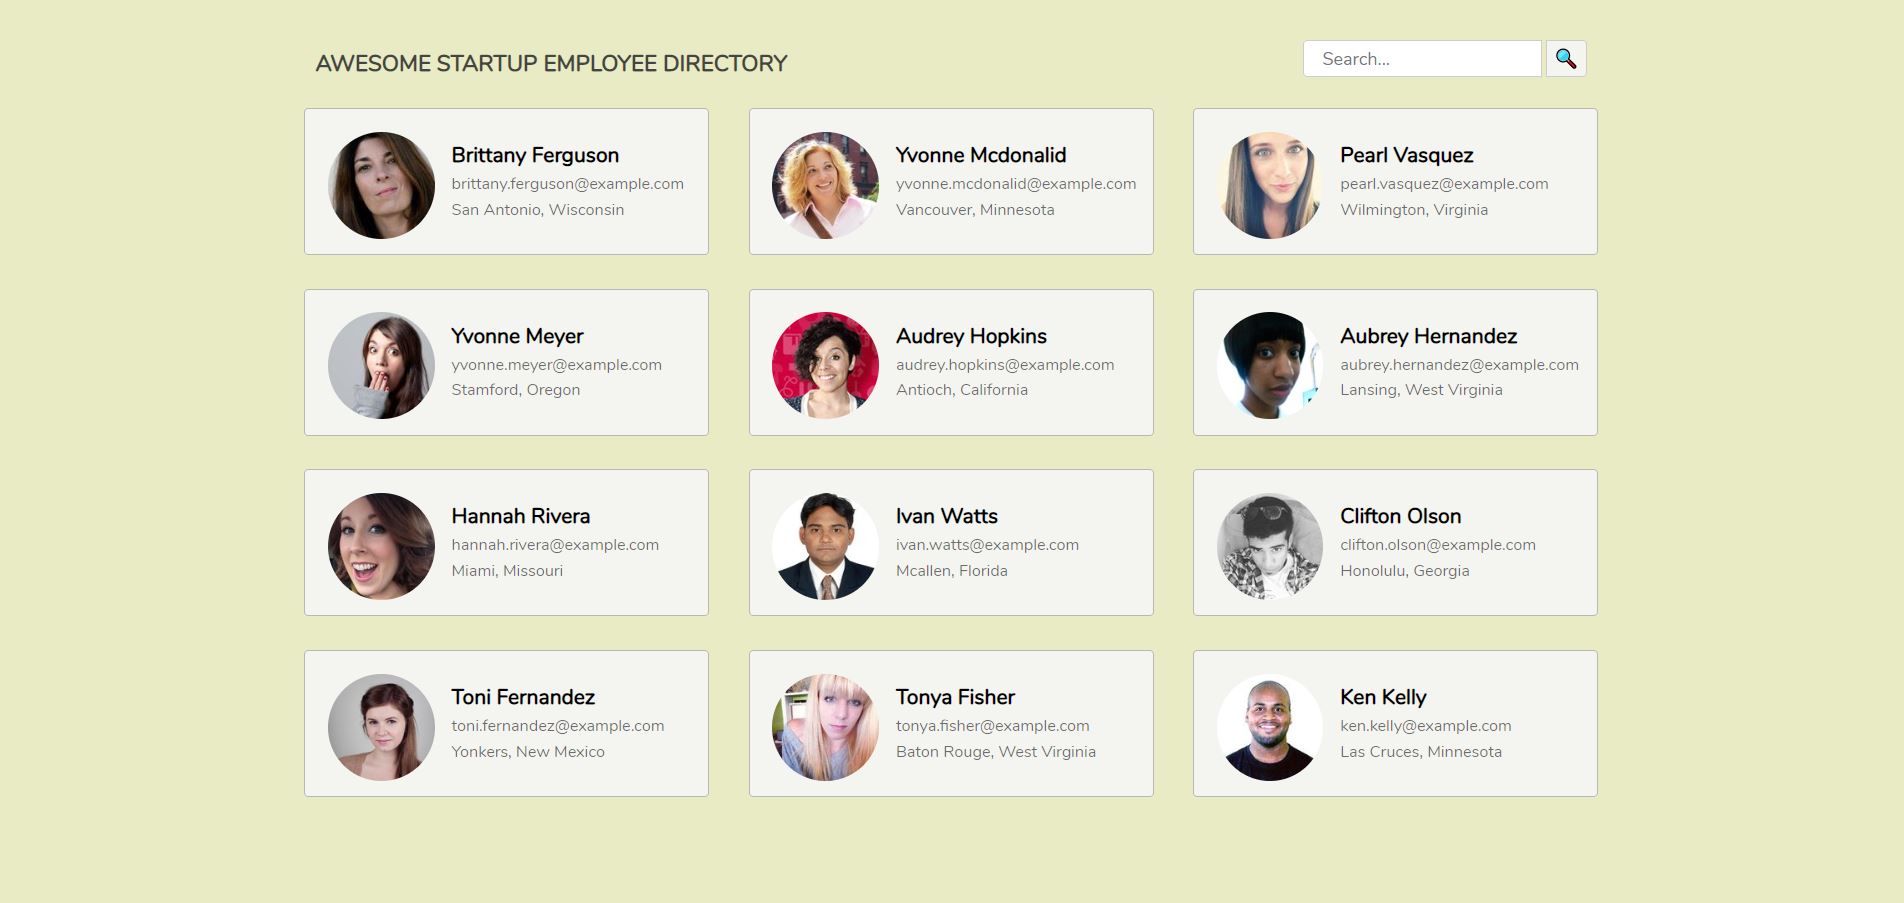 AWESOME STARTUP EMPLOYEE DIRECTORY
Search...
Brittany Ferguson
brittany.ferguson@example.com
San Antonio, Wisconsin
Yvonne Mcdonalid
yvonne.mcdonalid@example.com
Vancouver, Minnesota
Pearl Vasquez
pearl.vasquez@example.com
Wilmington, Virginia
Yvonne Meyer
yvonne.meyer@example.com
Stamford, Oregon
Audrey Hopkins
audrey.hopkins@example.com
Antioch, California
Aubrey Hernandez
aubrey.hernandez@example.com
Lansing, West Virginia
Hannah Rivera
hannah.rivera@example.com
Miami, Missouri
Ivan Watts
ivan.watts@example.com
Mcallen, Florida
Clifton Olson
clifton.olson@example.com
Honolulu, Georgia
Toni Fernandez
toni.fernandez@example.com
Yonkers, New Mexico
Tonya Fisher
tonya.fisher@example.com
Baton Rouge, West Virginia
Ken Kelly
ken.kelly@example.com
Las Cruces, Minnesota